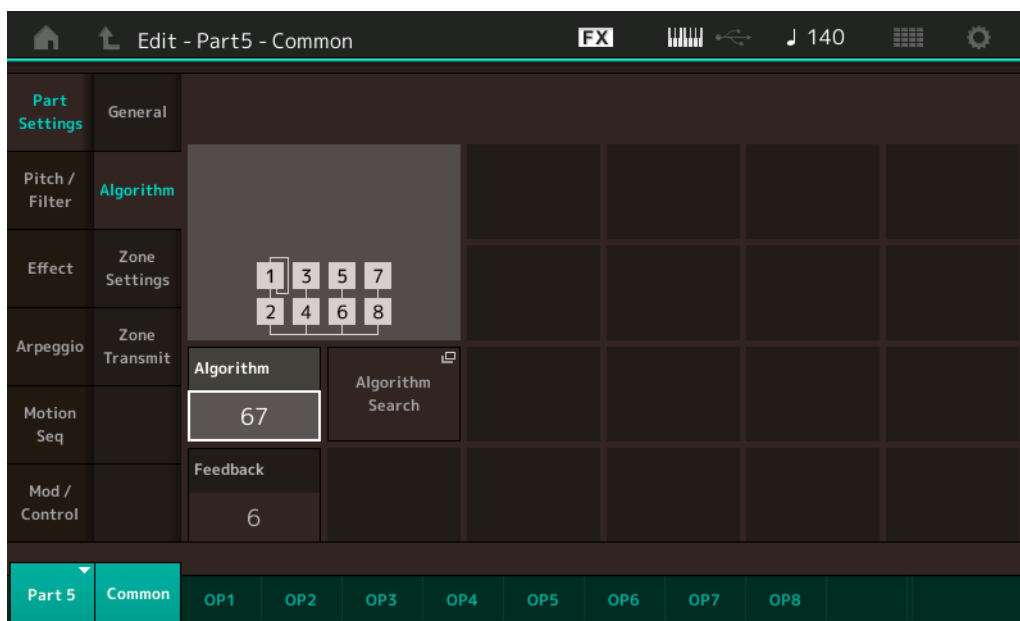 Edit - Part5 - Common
FX
♩ 140
Part
Settings
General
Pitch /
Filter
Algorithm
Effect
Zone
Settings
Arpeggio
Zone
Transmit
Motion
Seq
Mod /
Control
1 3 5 7
2 4 6 8
Algorithm
67
Algorithm
Search
Feedback
6
Part 5
Common
OP1 OP2 OP3 OP4 OP5 OP6 OP7 OP8